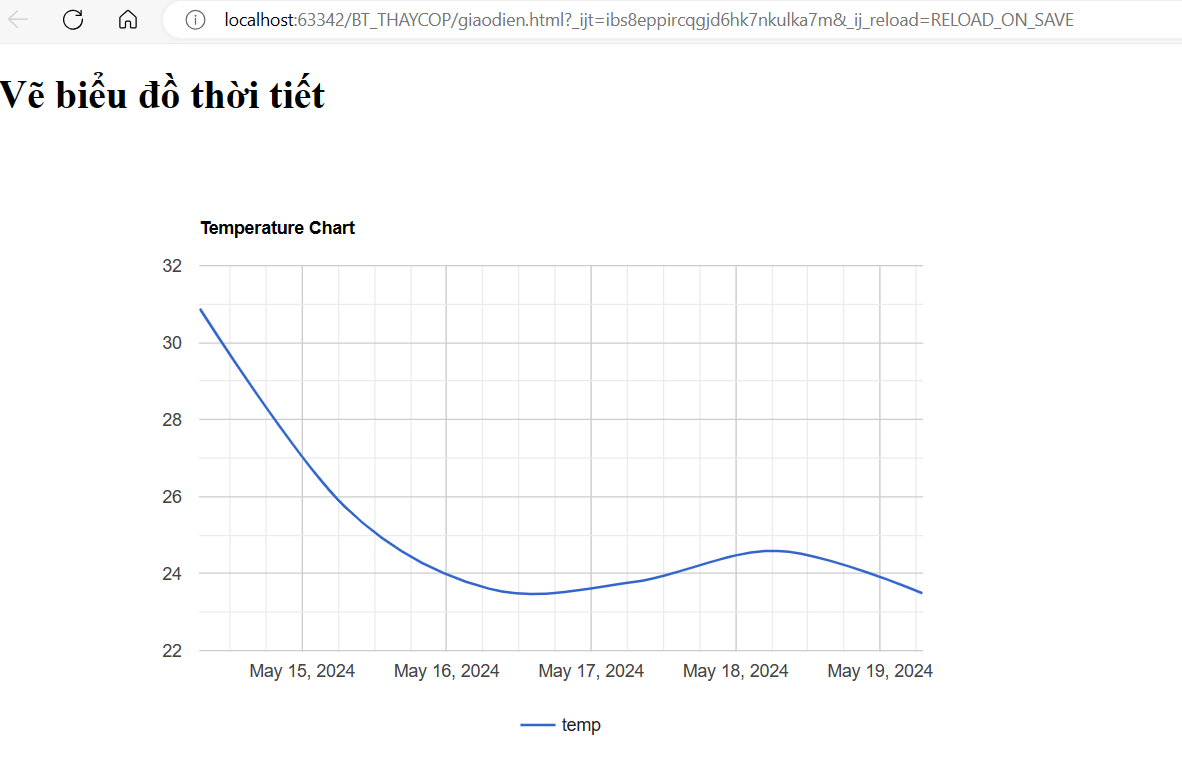 localhost:63342/BT_THAYCOP/giaodien.html?_ijt=ibs8eppircqgjd6hk7nkulka7m&_ij_reload=RELOAD_ON_SAVE
Vẽ biểu đồ thời tiết
Temperature Chart
32
30
28
26
24
22
May 15, 2024 May 16, 2024 May 17, 2024 May 18, 2024 May 19, 2024
temp